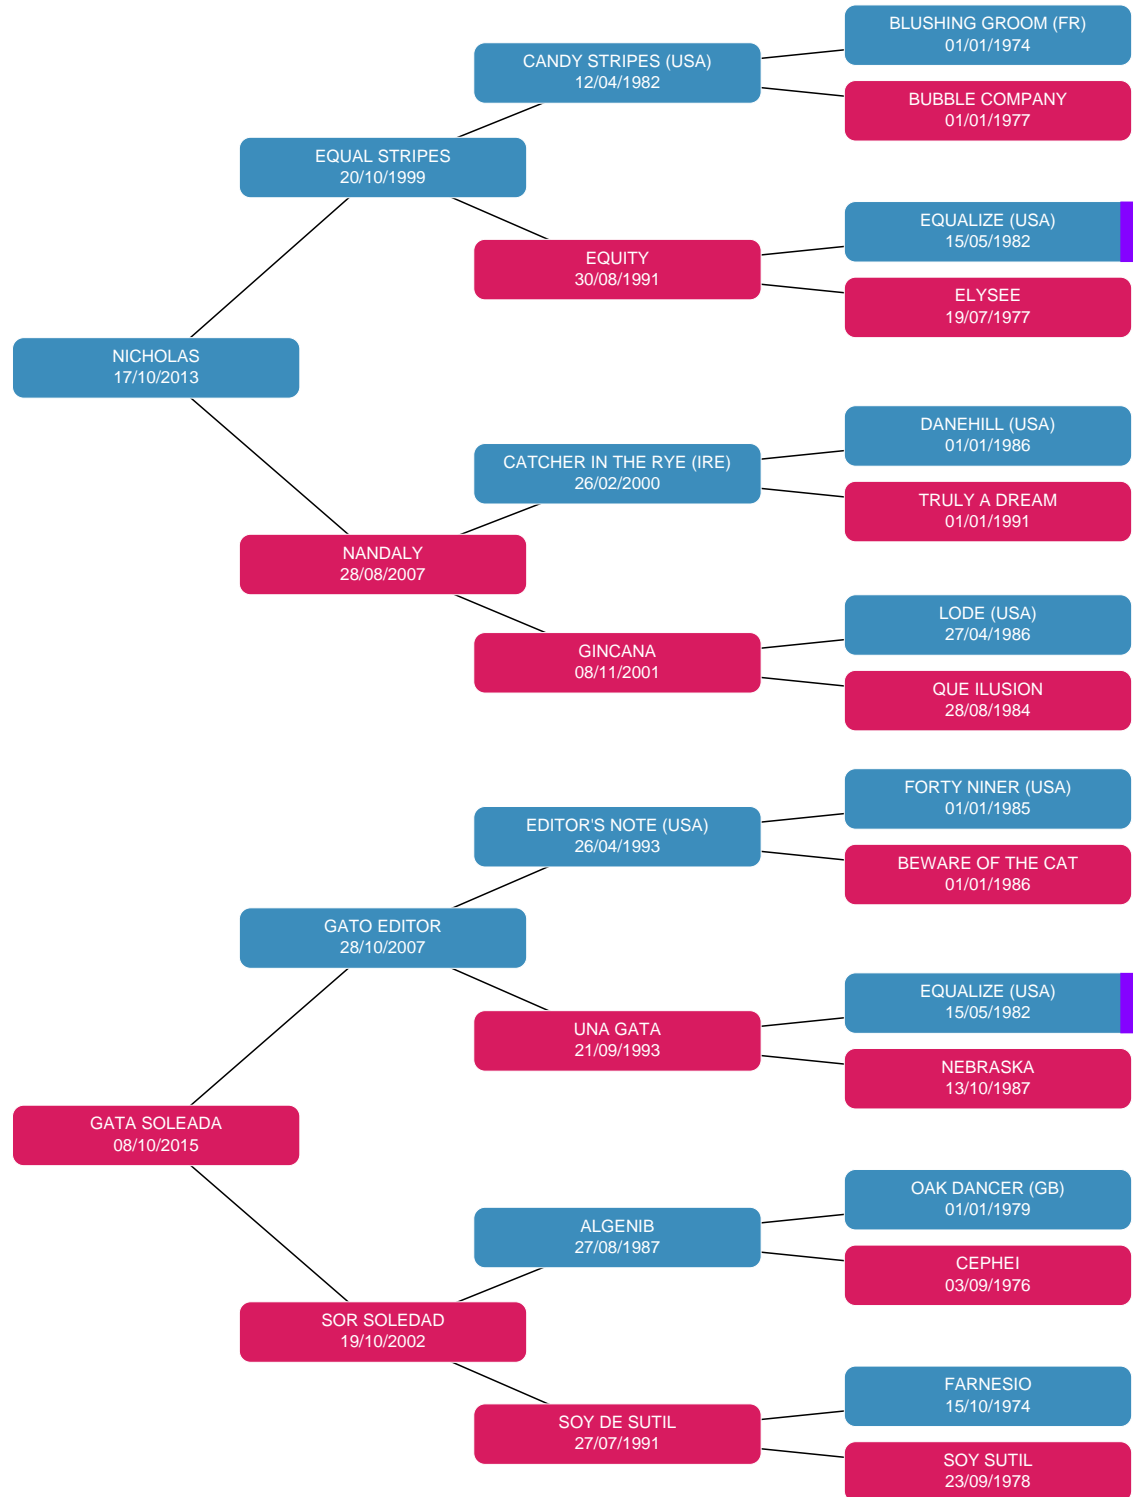 BLUSHING GROOM (FR)
01/01/1974
CANDY STRIPES (USA)
12/04/1982
BUBBLE COMPANY
01/01/1977
EQUAL STRIPES
20/10/1999
EQUALIZE (USA)
15/05/1982
EQUITY
30/08/1991
ELYSEE
19/07/1977
NICHOLAS
17/10/2013
DANEHILL (USA)
01/01/1986
CATCHER IN THE RYE (IRE)
26/02/2000
TRULY A DREAM
01/01/1991
NANDALY
28/08/2007
LODE (USA)
27/04/1986
GINCANA
08/11/2001
QUE ILUSION
28/08/1984
FORTY NINER (USA)
01/01/1985
EDITOR'S NOTE (USA)
26/04/1993
BEWARE OF THE CAT
01/01/1986
GATO EDITOR
28/10/2007
EQUALIZE (USA)
15/05/1982
UNA GATA
21/09/1993
NEBRASKA
13/10/1987
GATA SOLEADA
08/10/2015
OAK DANCER (GB)
01/01/1979
ALGENIB
27/08/1987
CEPHEI
03/09/1976
SOR SOLEDAD
19/10/2002
FARNESIO
15/10/1974
SOY DE SUTIL
27/07/1991
SOY SUTIL
23/09/1978